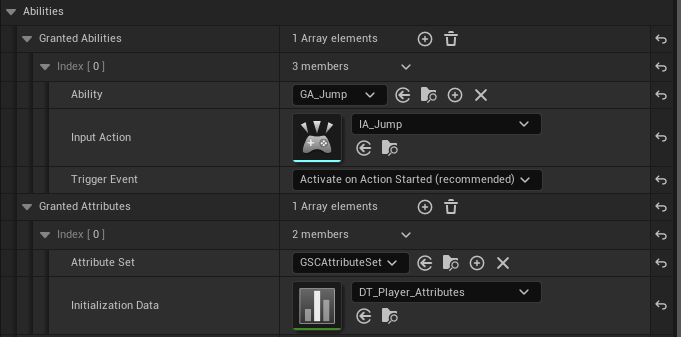 Abilities
Granted Abilities 1 Array elements
Index [ 0 ] 3 members
Ability GA_Jump
Input Action IA_Jump
Trigger Event Activate on Action Started (recommended)
Granted Attributes 1 Array elements
Index [ 0 ] 2 members
Attribute Set GSCAttributeSet
Initialization Data DT_Player_Attributes